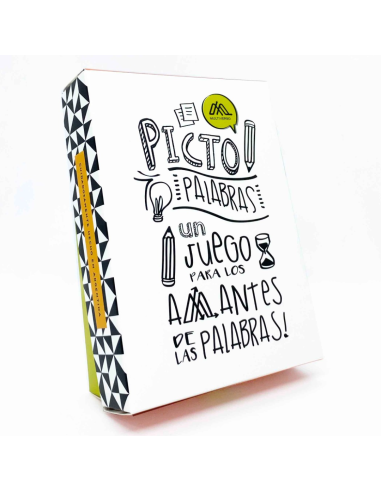 PICTO
PALABRAS
un
JUEGO
PARA LOS
AMANTES
DE
LAS PALABRAS!